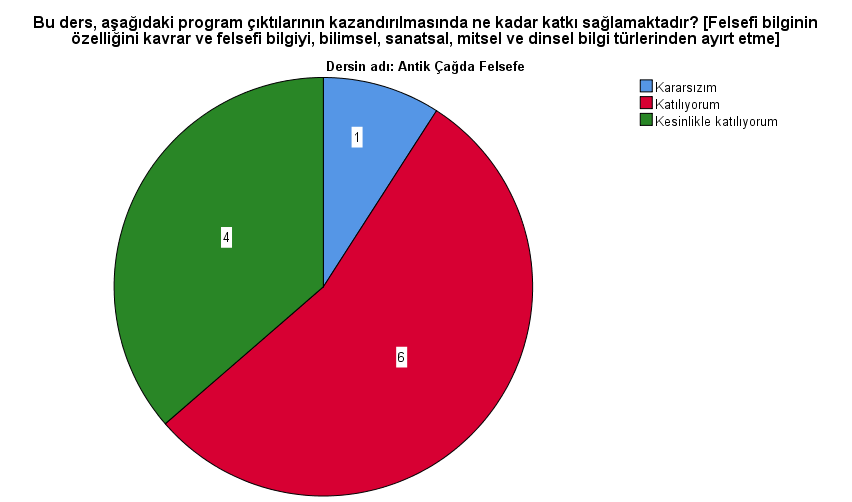 Bu ders, aşağıdaki program çıktılarının kazandırılmasında ne kadar katkı sağlamaktadır? [Felsefi bilginin
özelliğini kavrar ve felsefi bilgiyi, bilimsel, sanatsal, mitsel ve dinsel bilgi türlerinden ayırt etme]
Dersin adı: Antik Çağda Felsefe
Kararsızım
Katılıyorum
Kesinlikle katılıyorum
1
4
6